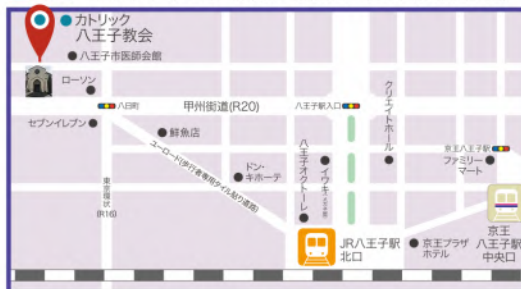 カトリック
八王子教会
八王子市医師会館
ローソン
八日町
甲州街道(R20)
八王子駅入口
クリエイトホール
セブンイレブン
鮮魚店
ユーロード(歩行者専用タイル貼り道路)
ドン・
キホーテ
八王子オクトーレ
イワキ
京王八王子駅
ファミリー
マート
東京環状
(R16)
JR八王子駅
北口
京王プラザ
ホテル
京王
八王子駅
中央口